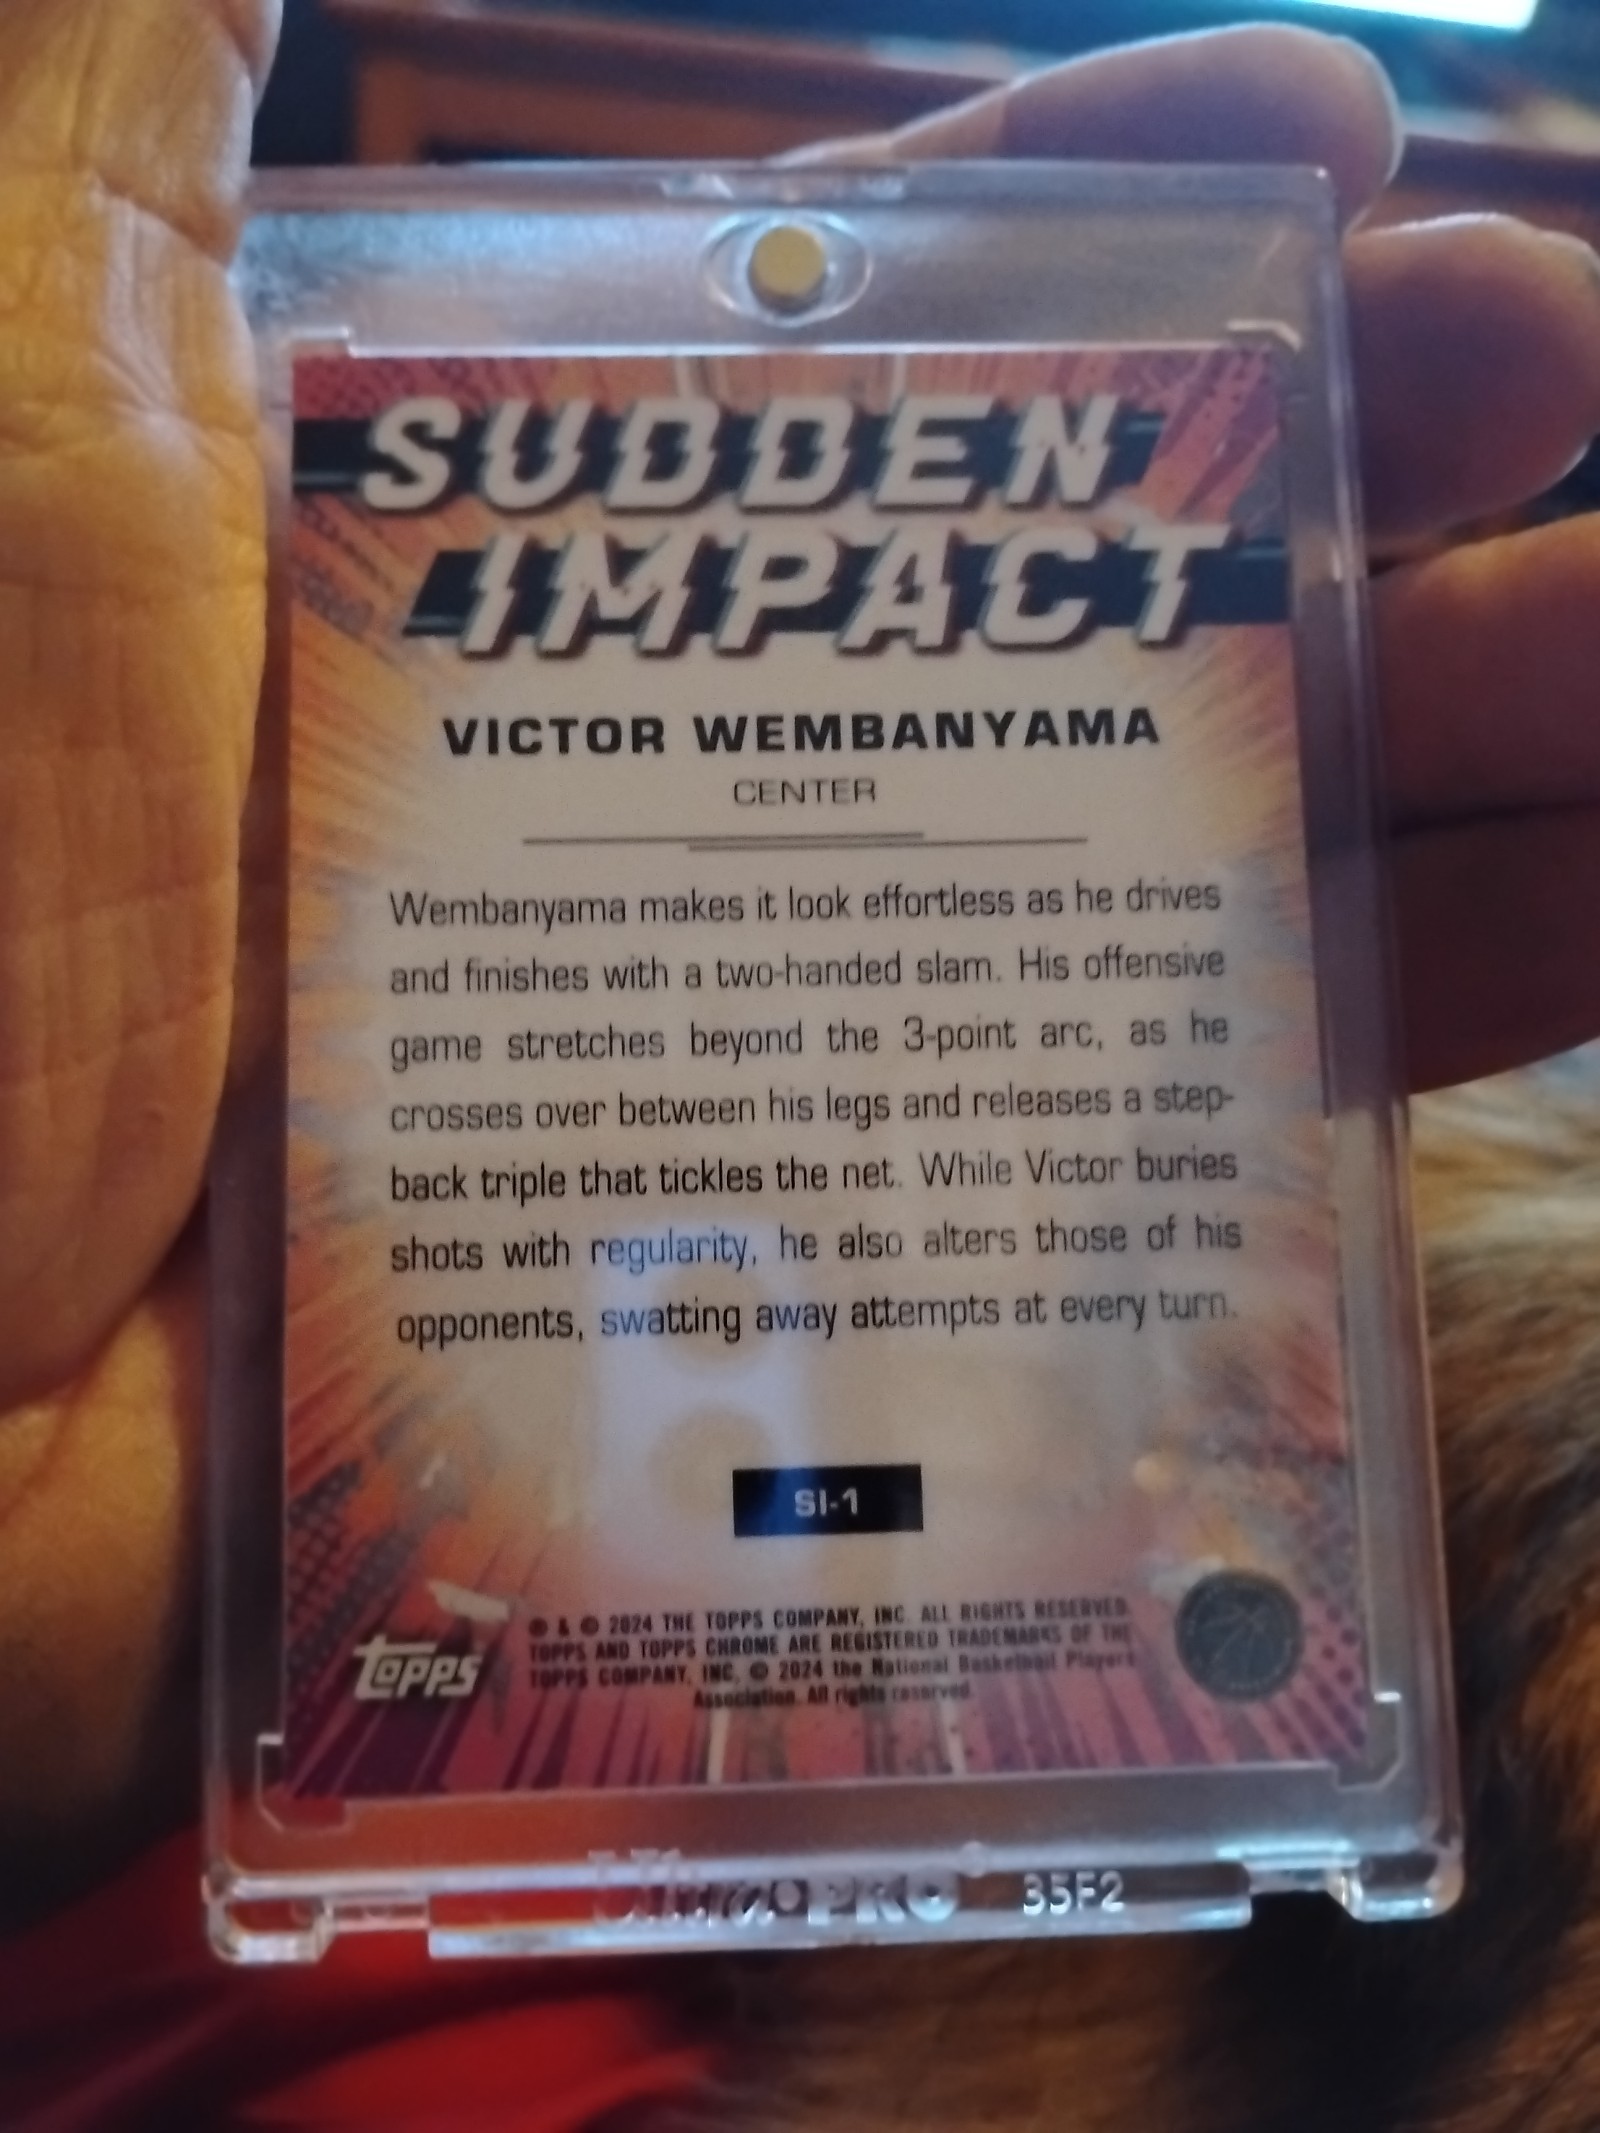 SUDDEN
IMPACT
VICTOR WEMBANYAMA
CENTER
Wembanyama makes it look effortless as he drives
and finishes with a two-handed slam. His offensive
game stretches beyond the 3-point arc, as he
crosses over between his legs and releases a step-
back triple that tickles the net. While Victor buries
shots with regularity, he also alters those of his
opponents, swatting away attempts at every turn.
SI-1
TOPPS
® & © 2024 THE TOPPS COMPANY, INC. ALL RIGHTS RESERVED.
TOPPS AND TOPPS CHROME ARE REGISTERED TRADEMARKS OF THE
TOPPS COMPANY, INC. © 2024 the National Basketball Players
Association. All rights reserved.
Ultra·PRO 35F2